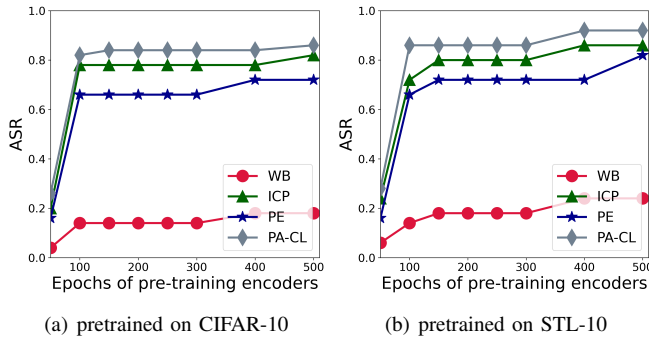 1.0
0.8
0.6
0.4
0.2
0.0
ASR
100 200 300 400 500
Epochs of pre-training encoders
WB
ICP
PE
PA-CL
(a) pretrained on CIFAR-10
1.0
0.8
0.6
0.4
0.2
0.0
ASR
100 200 300 400 500
Epochs of pre-training encoders
WB
ICP
PE
PA-CL
(b) pretrained on STL-10